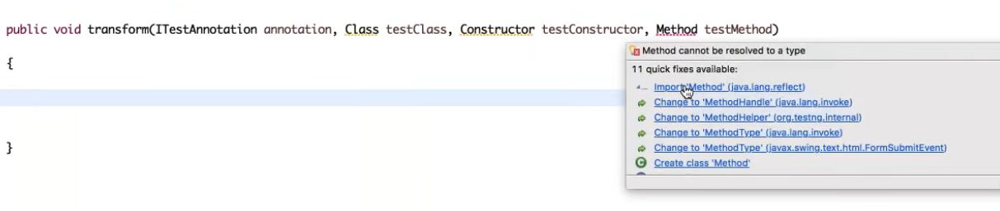 public void transform(ITestAnnotation annotation, Class testClass, Constructor testConstructor, Method testMethod)
{
Method cannot be resolved to a type
11 quick fixes available:
Import 'Method' (java.lang.reflect)
Change to 'MethodHandle' (java.lang.invoke)
Change to 'MethodHelper' (org.testng.internal)
Change to 'MethodType' (java.lang.invoke)
Change to 'MethodType' (javax.swing.text.html.FormSubmitEvent)
Create class 'Method'
}